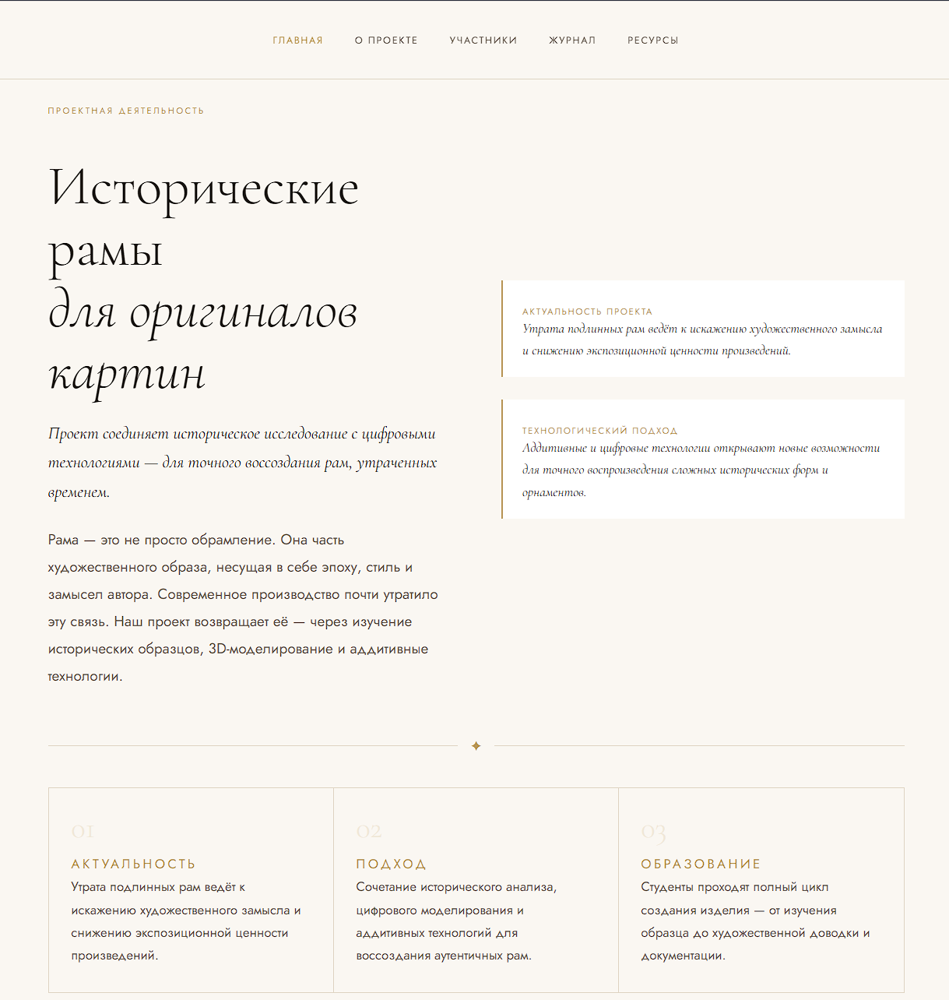 ГЛАВНАЯ О ПРОЕКТЕ УЧАСТНИКИ ЖУРНАЛ РЕСУРСЫ
ПРОЕКТНАЯ ДЕЯТЕЛЬНОСТЬ
Исторические
рамы
для оригиналов
картин
Проект соединяет историческое исследование с цифровыми
технологиями — для точного воссоздания рам, утраченных
временем.
Рама — это не просто обрамление. Она часть
художественного образа, несущая в себе эпоху, стиль и
замысел автора. Современное производство почти утратило
эту связь. Наш проект возвращает её — через изучение
исторических образцов, 3D-моделирование и аддитивные
технологии.
АКТУАЛЬНОСТЬ ПРОЕКТА
Утрата подлинных рам ведёт к искажению художественного замысла
и снижению экспозиционной ценности произведений.
ТЕХНОЛОГИЧЕСКИЙ ПОДХОД
Аддитивные и цифровые технологии открывают новые возможности
для точного воспроизведения сложных исторических форм и
орнаментов.
01
АКТУАЛЬНОСТЬ
Утрата подлинных рам ведёт к
искажению художественного замысла и
снижению экспозиционной ценности
произведений.
02
ПОДХОД
Сочетание исторического анализа,
цифрового моделирования и
аддитивных технологий для
воссоздания аутентичных рам.
03
ОБРАЗОВАНИЕ
Студенты проходят полный цикл
создания изделия — от изучения
образца до художественной доводки и
документации.